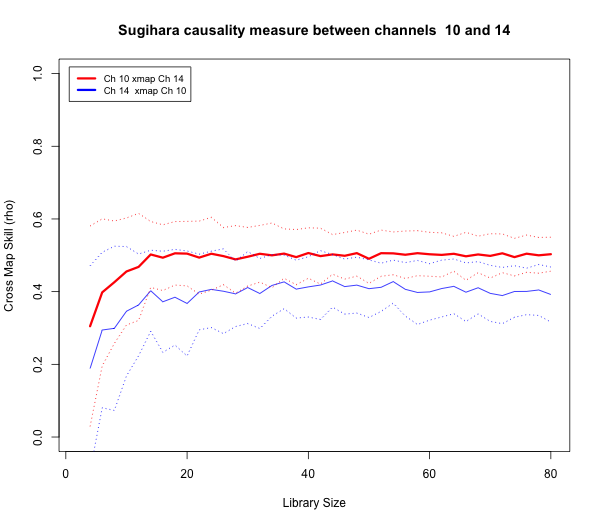 Sugihara causality measure between channels  10 and 14
Ch 10 xmap Ch 14
Ch 14  xmap Ch 10
Cross Map Skill (rho)
1.0
0.8
0.6
0.4
0.2
0.0
0 20 40 60 80
Library Size